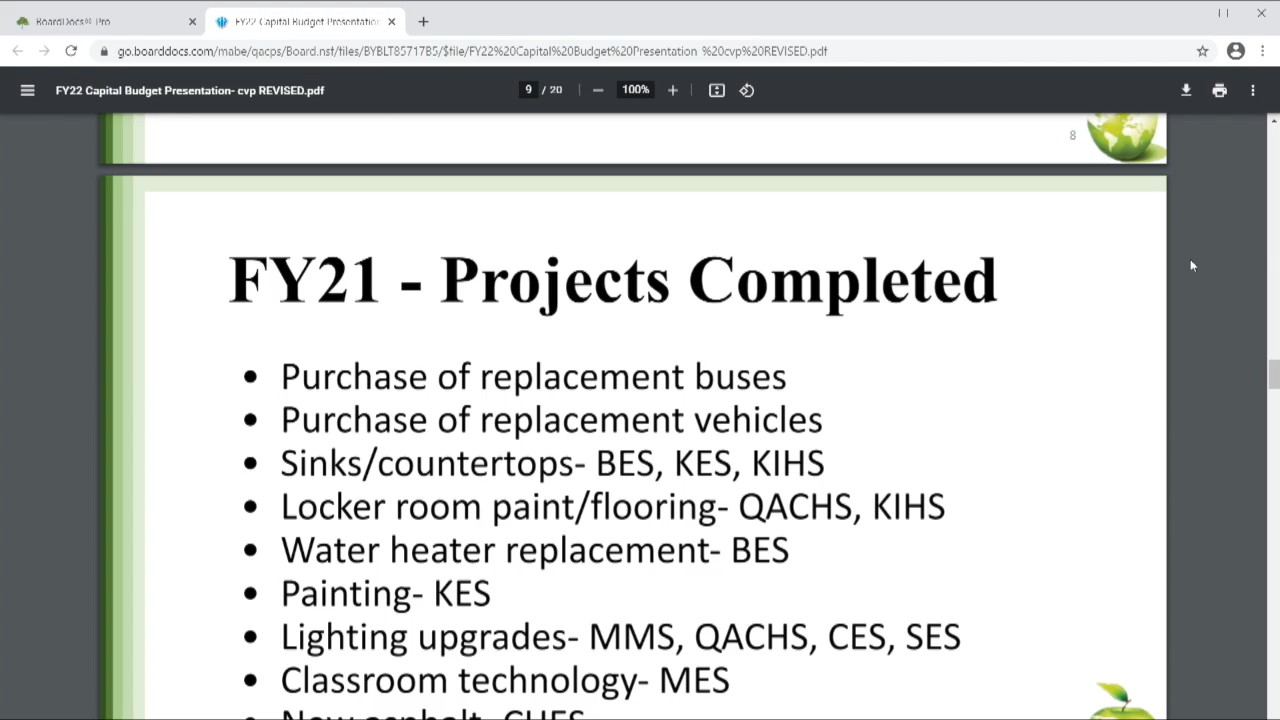 BoardDocs® Pro
FY22 Capital Budget Presentation
go.boarddocs.com/mabe/qacps/Board.nsf/files/BYBLT85717B5/$file/FY22%20Capital%20Budget%20Presentation %20cvp%20REVISED.pdf
FY22 Capital Budget Presentation- cvp REVISED.pdf
9 / 20
100%
8
FY21 - Projects Completed
• Purchase of replacement buses
• Purchase of replacement vehicles
• Sinks/countertops- BES, KES, KIHS
• Locker room paint/flooring- QACHS, KIHS
• Water heater replacement- BES
• Painting- KES
• Lighting upgrades- MMS, QACHS, CES, SES
• Classroom technology- MES
• New asphalt- CHES